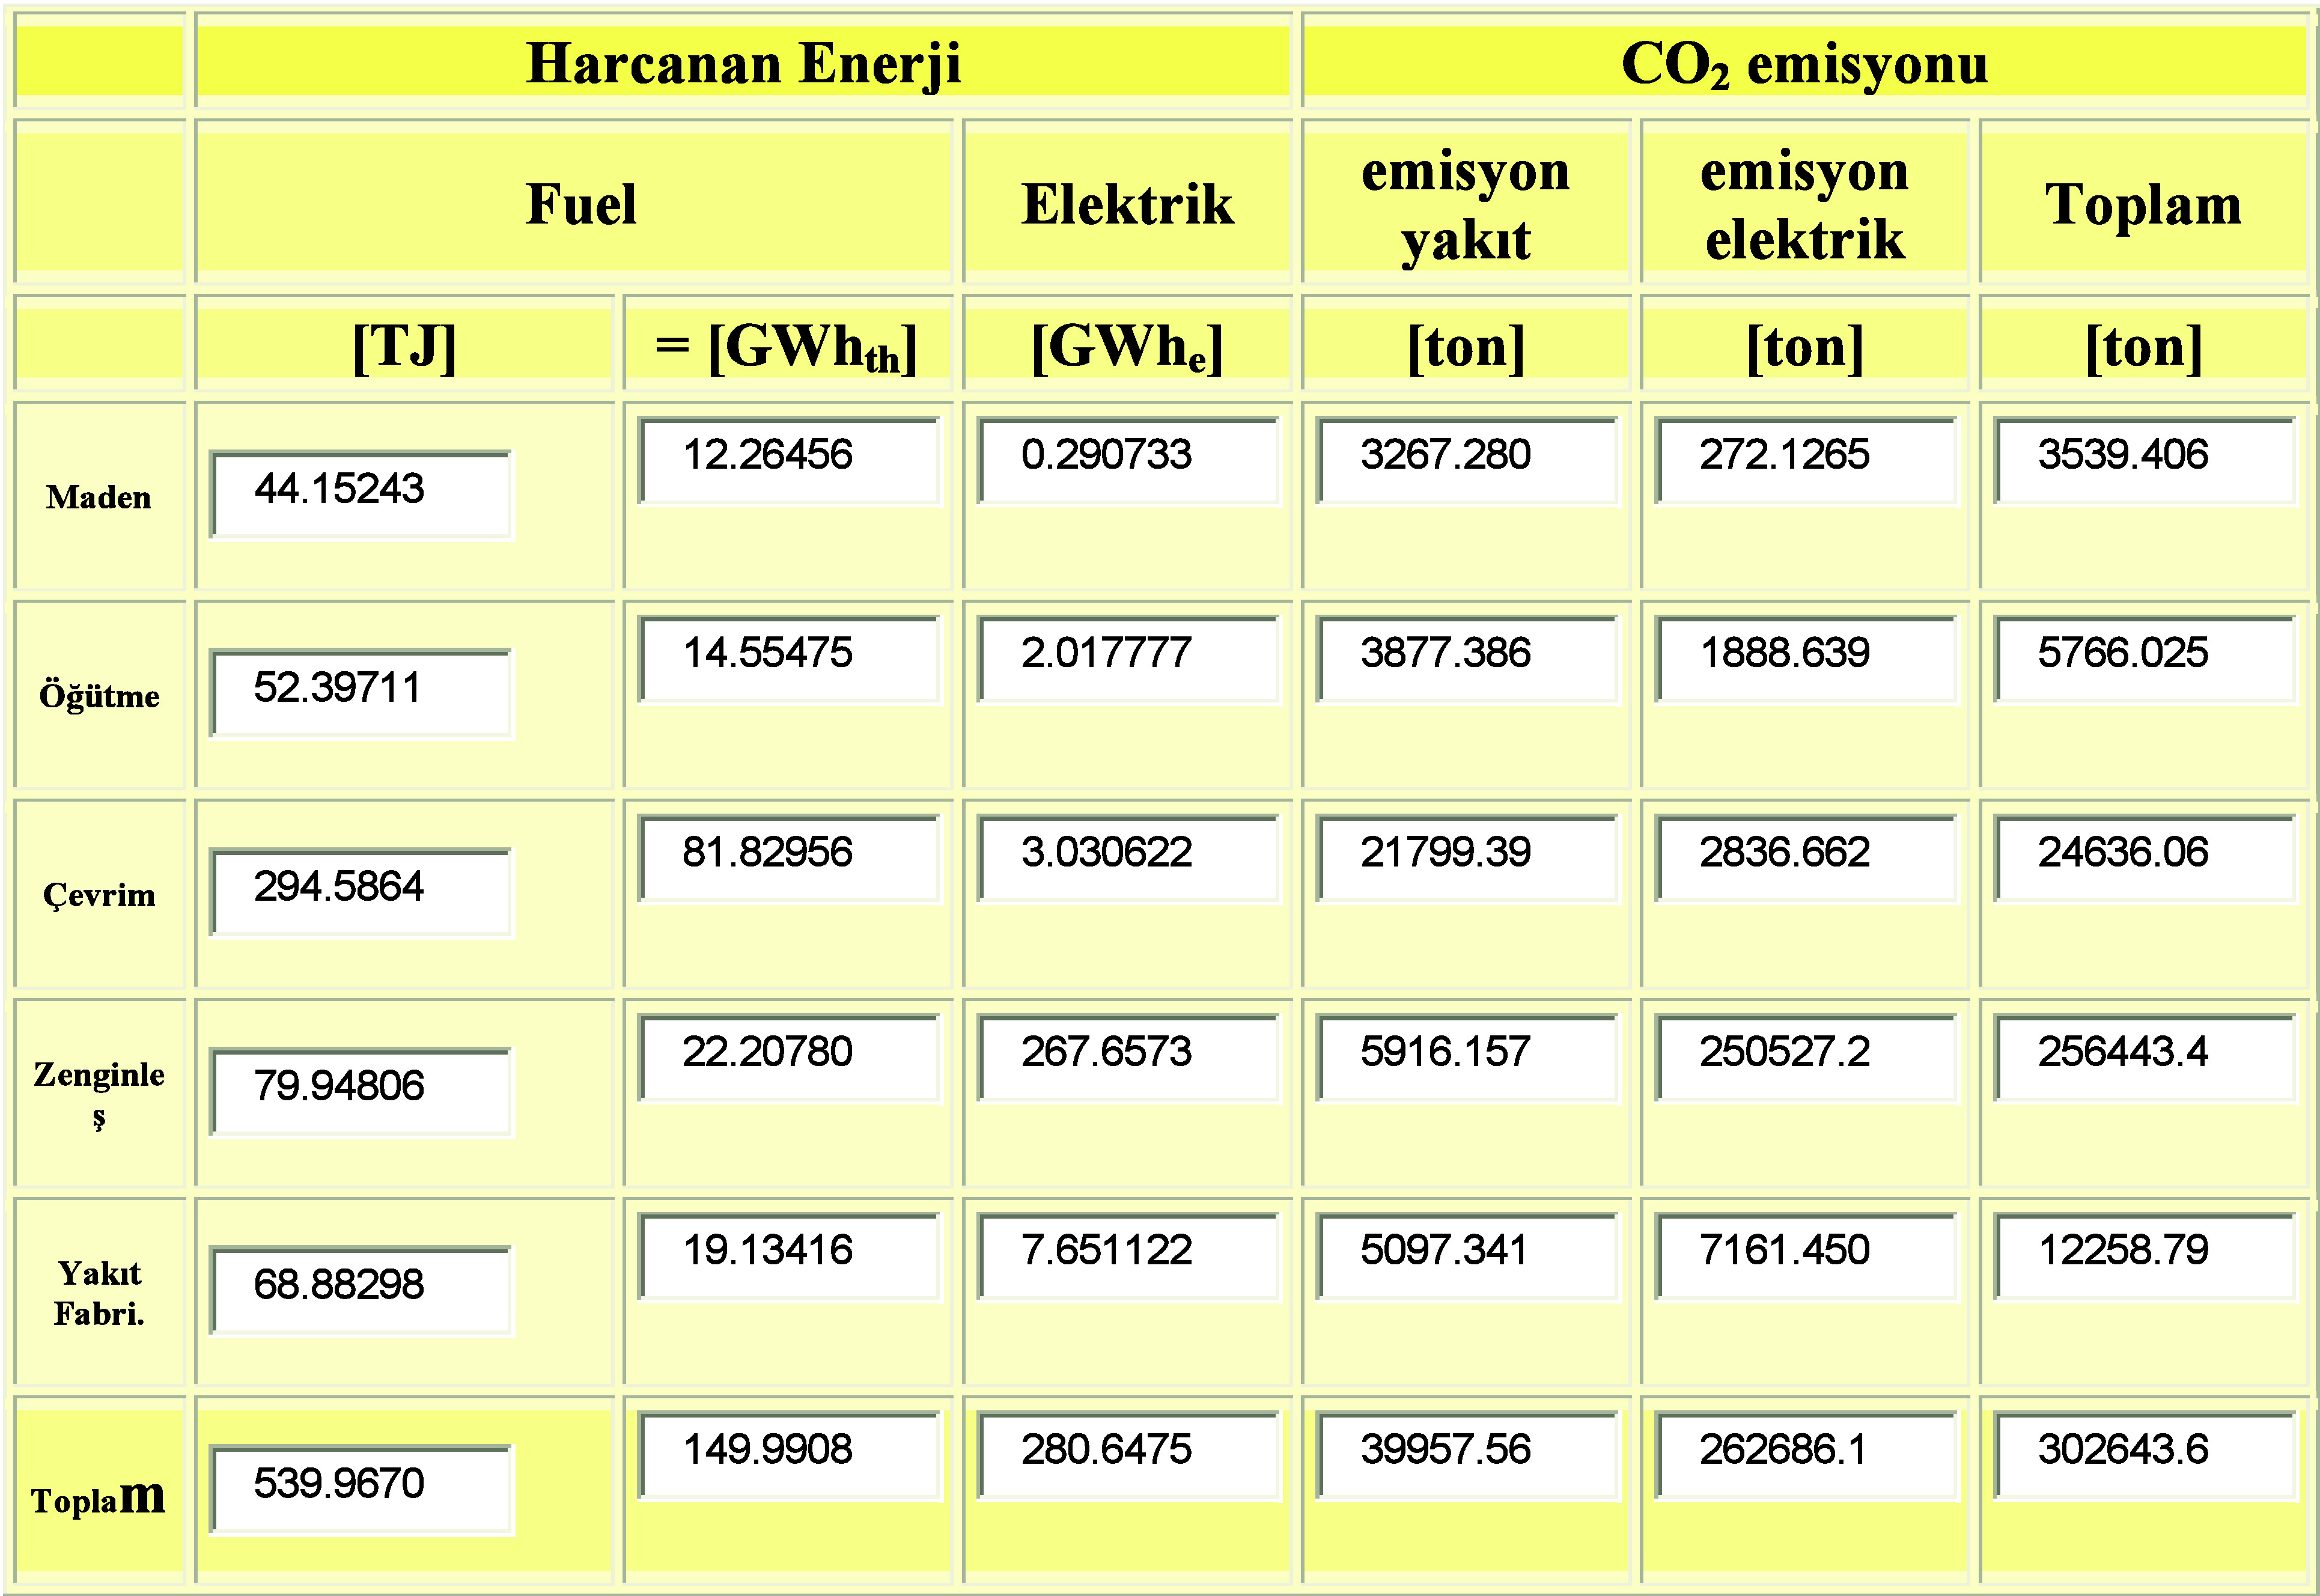 Harcanan Enerji CO₂ emisyonu
Fuel Elektrik emisyon yakıt emisyon elektrik Toplam
[TJ] = [GWhth] [GWhe] [ton] [ton] [ton]
Maden 44.15243 12.26456 0.290733 3267.280 272.1265 3539.406
Öğütme 52.39711 14.55475 2.017777 3877.386 1888.639 5766.025
Çevrim 294.5864 81.82956 3.030622 21799.39 2836.662 24636.06
Zenginleş 79.94806 22.20780 267.6573 5916.157 250527.2 256443.4
Yakıt Fabri. 68.88298 19.13416 7.651122 5097.341 7161.450 12258.79
Toplam 539.9670 149.9908 280.6475 39957.56 262686.1 302643.6